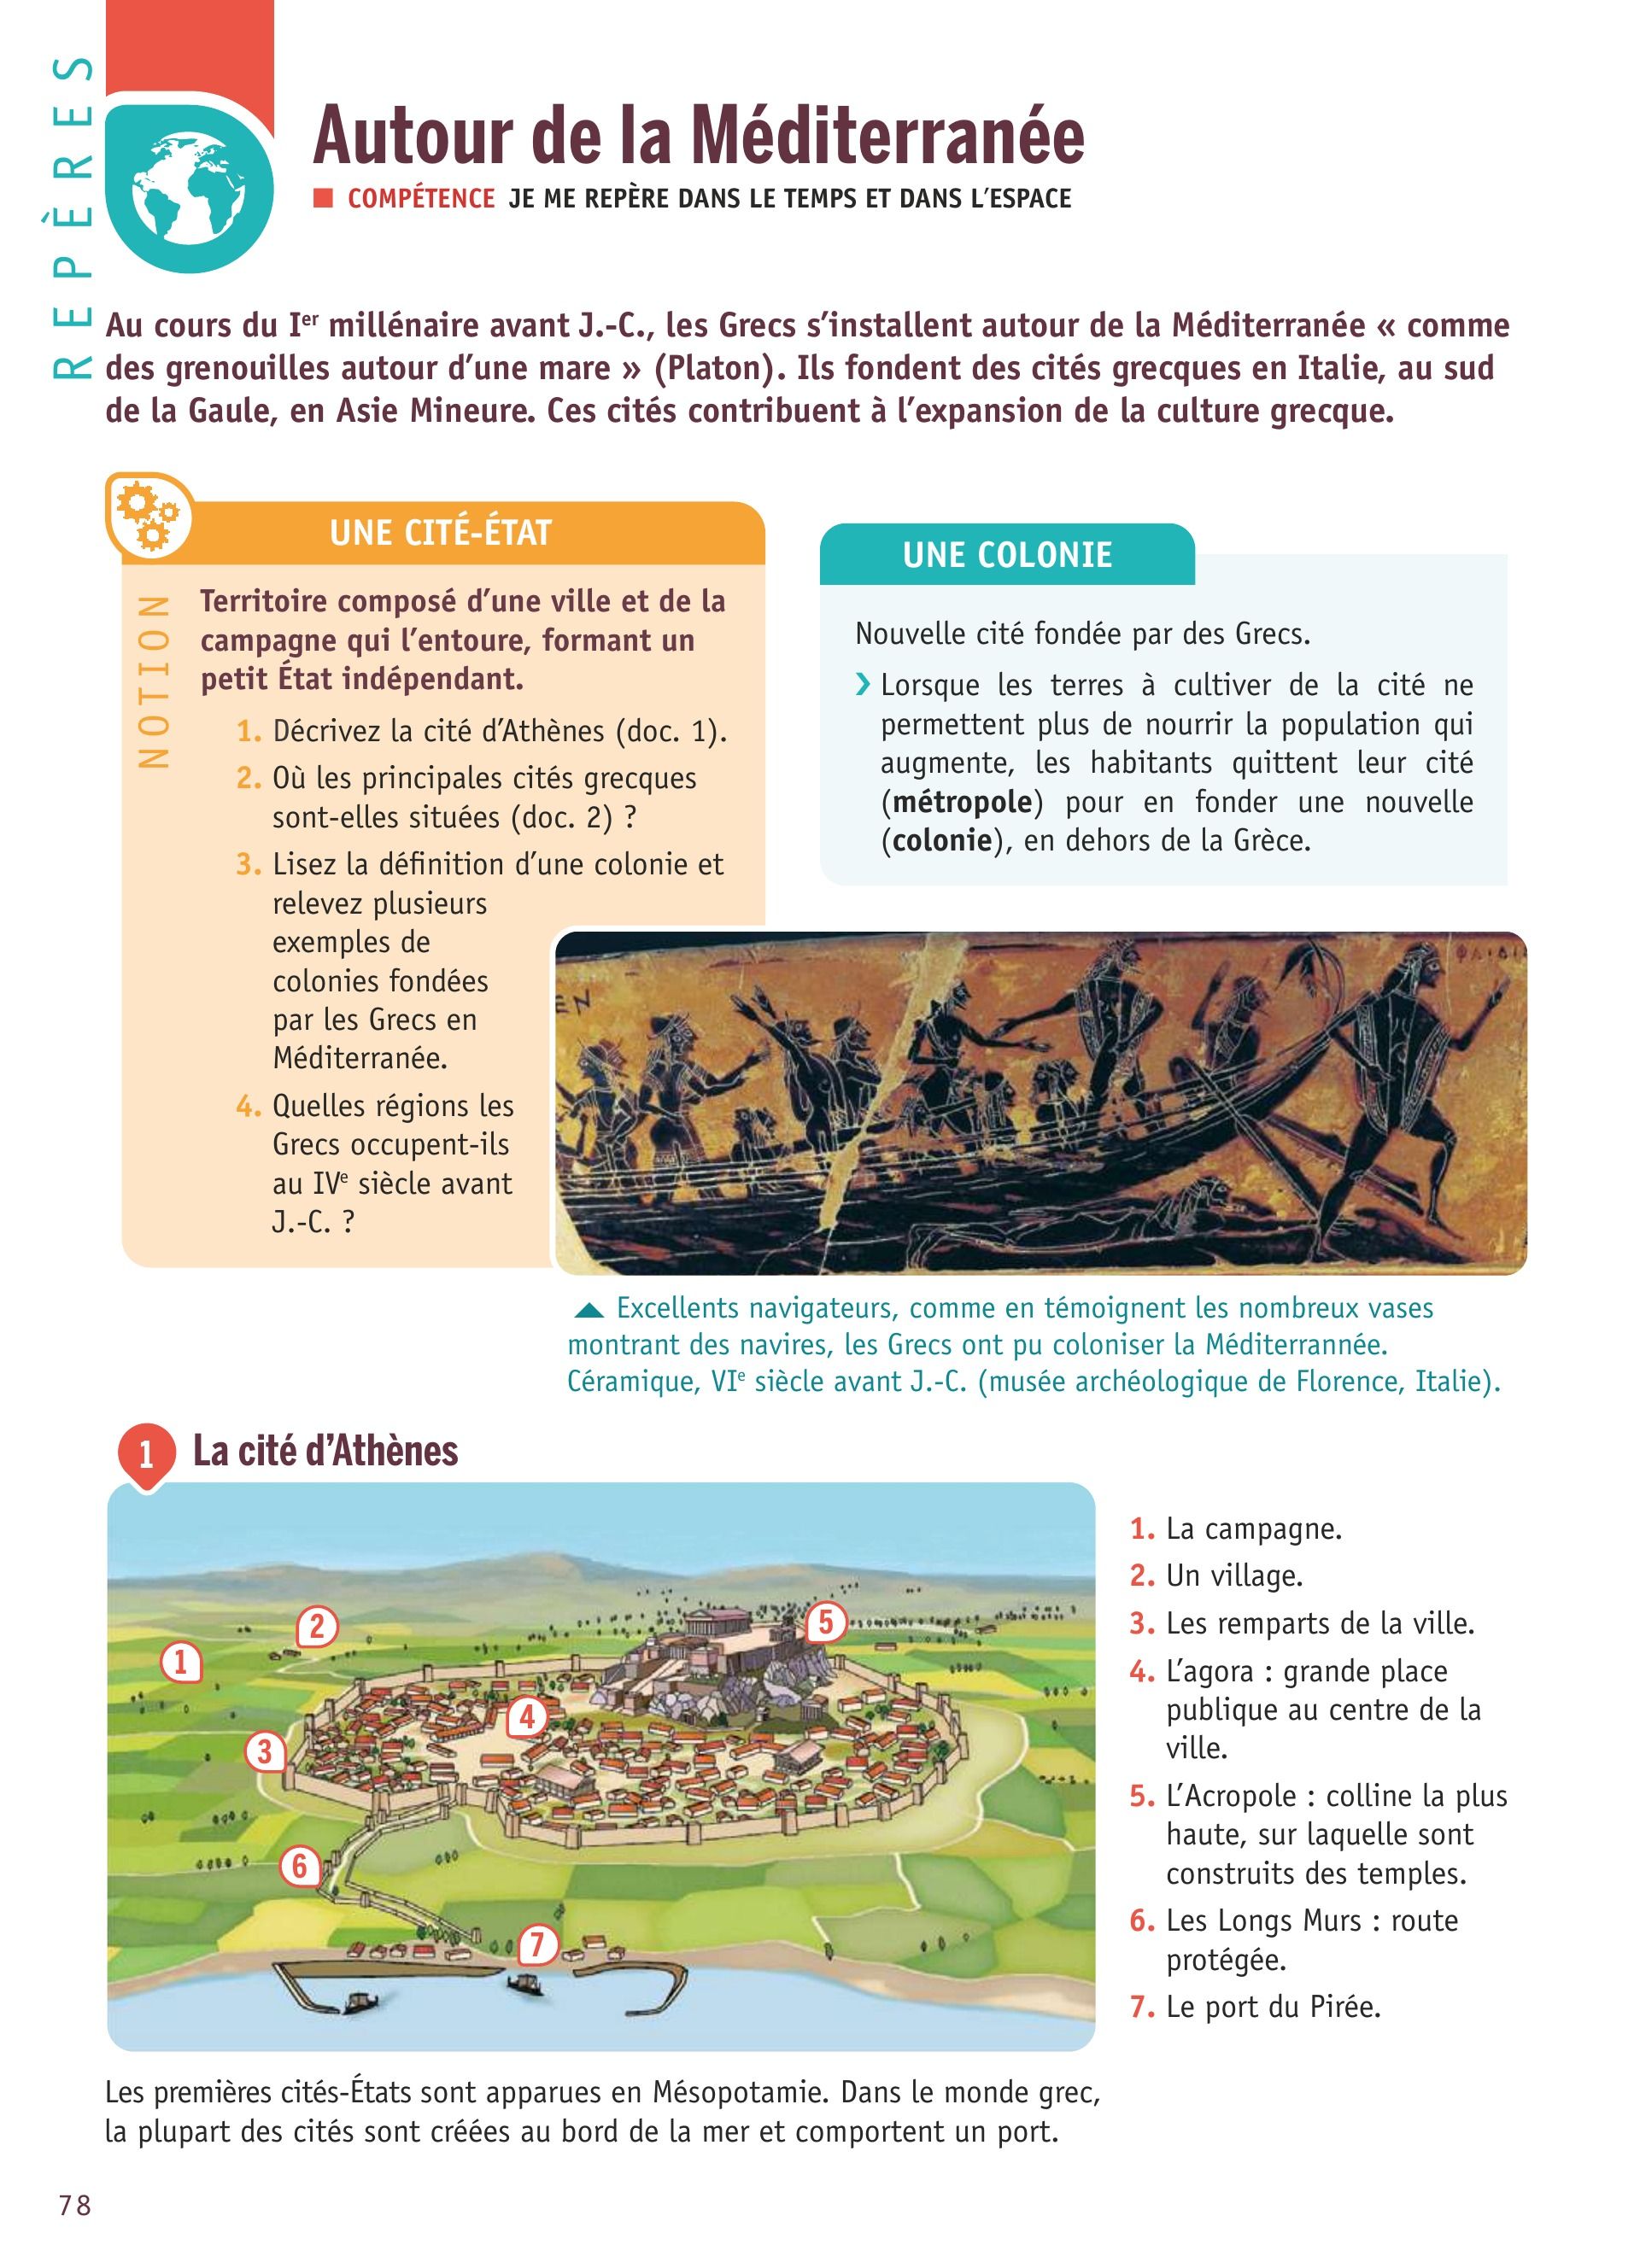 REPÈRES
Autour de la Méditerranée
COMPÉTENCE JE ME REPÈRE DANS LE TEMPS ET DANS L’ESPACE
Au cours du Ier millénaire avant J.-C., les Grecs s’installent autour de la Méditerranée « comme
des grenouilles autour d’une mare » (Platon). Ils fondent des cités grecques en Italie, au sud
de la Gaule, en Asie Mineure. Ces cités contribuent à l’expansion de la culture grecque.
UNE CITÉ-ÉTAT
NOTION
Territoire composé d’une ville et de la
campagne qui l’entoure, formant un
petit État indépendant.
1. Décrivez la cité d’Athènes (doc. 1).
2. Où les principales cités grecques
sont-elles situées (doc. 2) ?
3. Lisez la définition d’une colonie et
relevez plusieurs
exemples de
colonies fondées
par les Grecs en
Méditerranée.
4. Quelles régions les
Grecs occupent-ils
au IVe siècle avant
J.-C. ?
UNE COLONIE
Nouvelle cité fondée par des Grecs.
› Lorsque les terres à cultiver de la cité ne
permettent plus de nourrir la population qui
augmente, les habitants quittent leur cité
(métropole) pour en fonder une nouvelle
(colonie), en dehors de la Grèce.
▲ Excellents navigateurs, comme en témoignent les nombreux vases
montrant des navires, les Grecs ont pu coloniser la Méditerrannée.
Céramique, VIe siècle avant J.-C. (musée archéologique de Florence, Italie).
1 La cité d’Athènes
1
2
3
4
5
6
7
1. La campagne.
2. Un village.
3. Les remparts de la ville.
4. L’agora : grande place
publique au centre de la
ville.
5. L’Acropole : colline la plus
haute, sur laquelle sont
construits des temples.
6. Les Longs Murs : route
protégée.
7. Le port du Pirée.
Les premières cités-États sont apparues en Mésopotamie. Dans le monde grec,
la plupart des cités sont créées au bord de la mer et comportent un port.
78